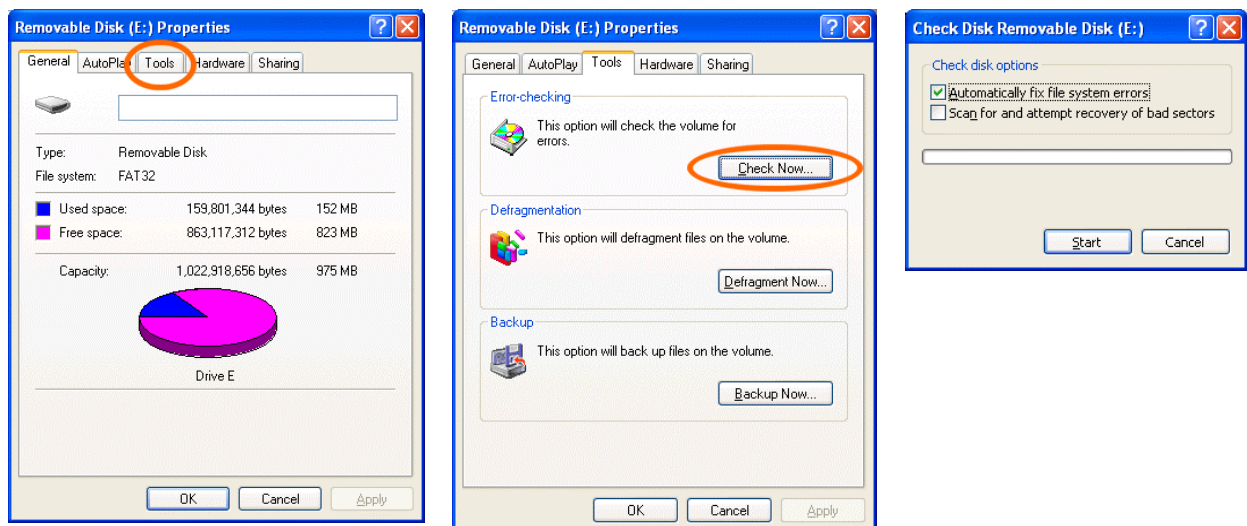 Removable Disk (E:) Properties
General AutoPlay Tools Hardware Sharing
Type: Removable Disk
File system: FAT32
Used space: 159,801,344 bytes 152 MB
Free space: 863,117,312 bytes 823 MB
Capacity: 1,022,918,656 bytes 975 MB
Drive E
OK Cancel Apply
Removable Disk (E:) Properties
General AutoPlay Tools Hardware Sharing
Error-checking
This option will check the volume for
errors.
Check Now...
Defragmentation
This option will defragment files on the volume.
Defragment Now...
Backup
This option will back up files on the volume.
Backup Now...
OK Cancel Apply
Check Disk Removable Disk (E:)
Check disk options
Automatically fix file system errors
Scan for and attempt recovery of bad sectors
Start Cancel